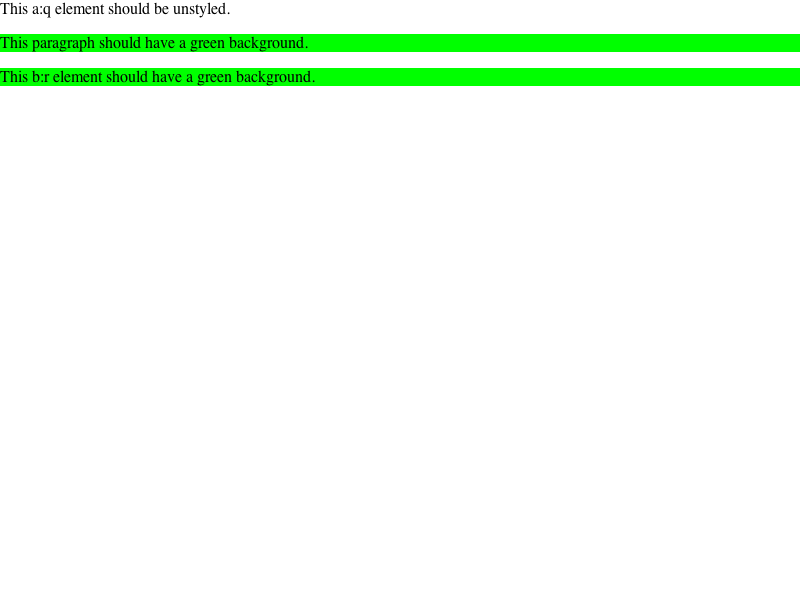 This a:q element should be unstyled.
This paragraph should have a green background.
This b:r element should have a green background.